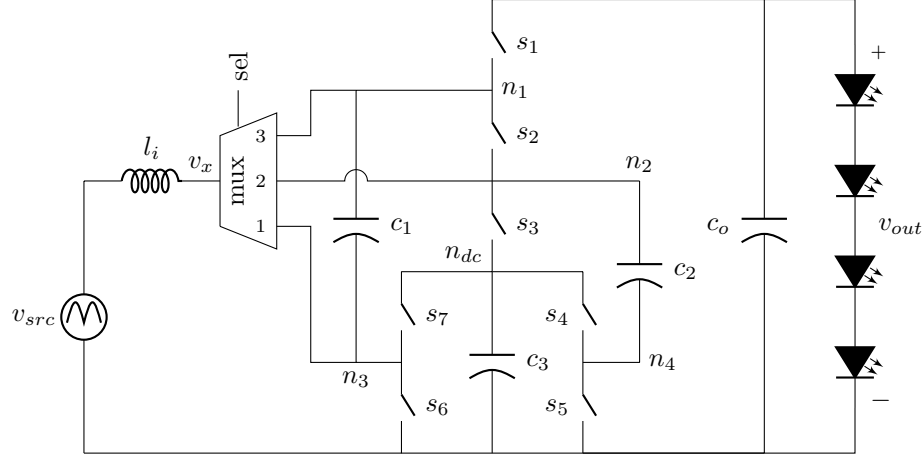 s1
sel
n1
3
s2
li
vx
mux
2
n2
1
c1
s3
co
vout
ndc
c2
vsrc
s7
s4
c3
n3
n4
s6
s5
+
−